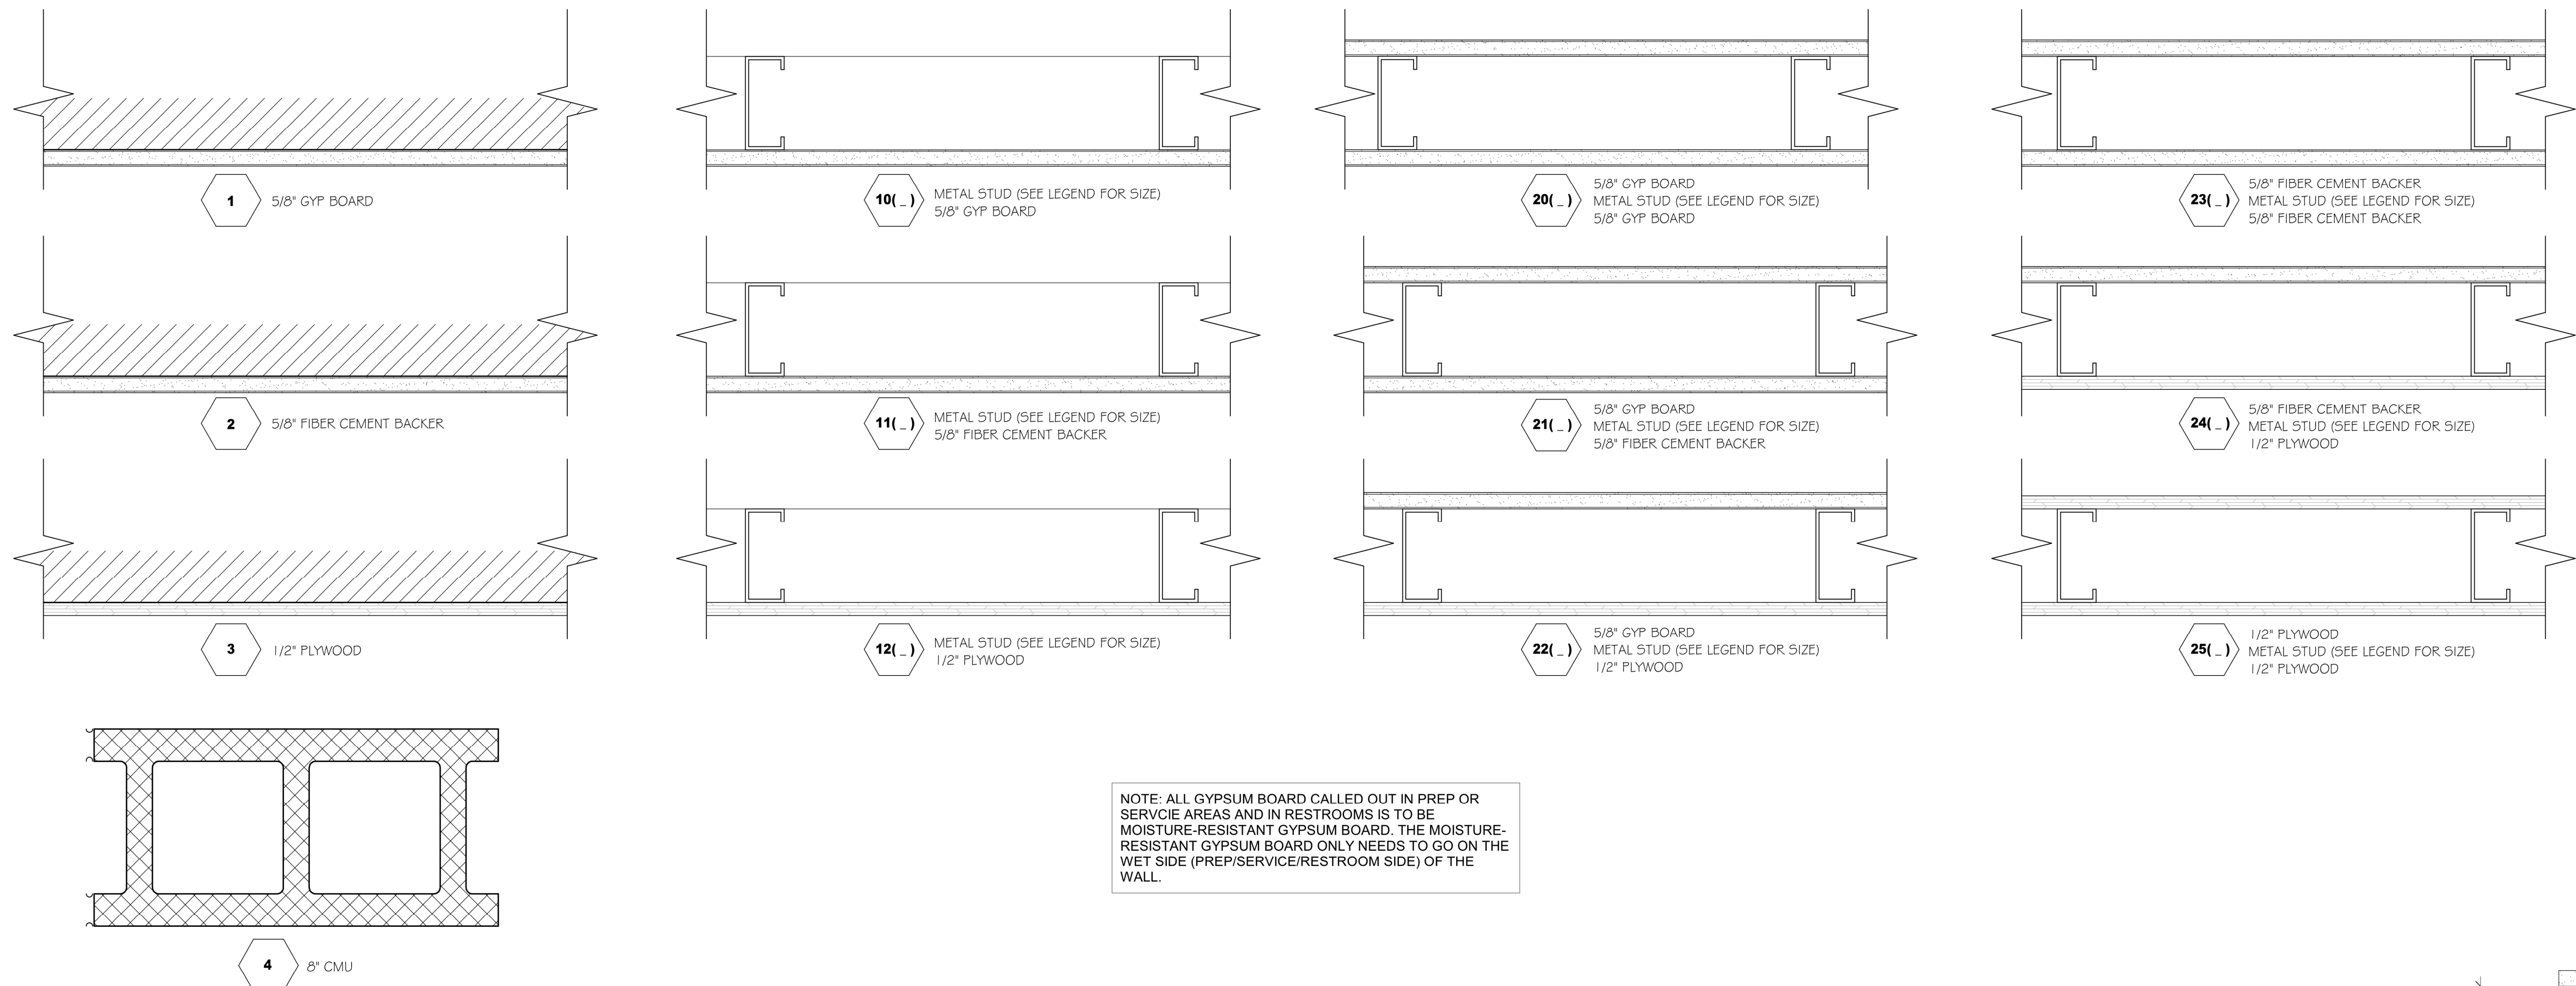 1
5/8" GYP BOARD
10( _ )
METAL STUD (SEE LEGEND FOR SIZE)
5/8" GYP BOARD
20( _ )
5/8" GYP BOARD
METAL STUD (SEE LEGEND FOR SIZE)
5/8" GYP BOARD
23( _ )
5/8" FIBER CEMENT BACKER
METAL STUD (SEE LEGEND FOR SIZE)
5/8" FIBER CEMENT BACKER
2
5/8" FIBER CEMENT BACKER
11( _ )
METAL STUD (SEE LEGEND FOR SIZE)
5/8" FIBER CEMENT BACKER
21( _ )
5/8" GYP BOARD
METAL STUD (SEE LEGEND FOR SIZE)
5/8" FIBER CEMENT BACKER
24( _ )
5/8" FIBER CEMENT BACKER
METAL STUD (SEE LEGEND FOR SIZE)
1/2" PLYWOOD
3
1/2" PLYWOOD
12( _ )
METAL STUD (SEE LEGEND FOR SIZE)
1/2" PLYWOOD
22( _ )
5/8" GYP BOARD
METAL STUD (SEE LEGEND FOR SIZE)
1/2" PLYWOOD
25( _ )
1/2" PLYWOOD
METAL STUD (SEE LEGEND FOR SIZE)
1/2" PLYWOOD
4
8" CMU
NOTE: ALL GYPSUM BOARD CALLED OUT IN PREP OR
SERVCIE AREAS AND IN RESTROOMS IS TO BE
MOISTURE-RESISTANT GYPSUM BOARD. THE MOISTURE-
RESISTANT GYPSUM BOARD ONLY NEEDS TO GO ON THE
WET SIDE (PREP/SERVICE/RESTROOM SIDE) OF THE
WALL.